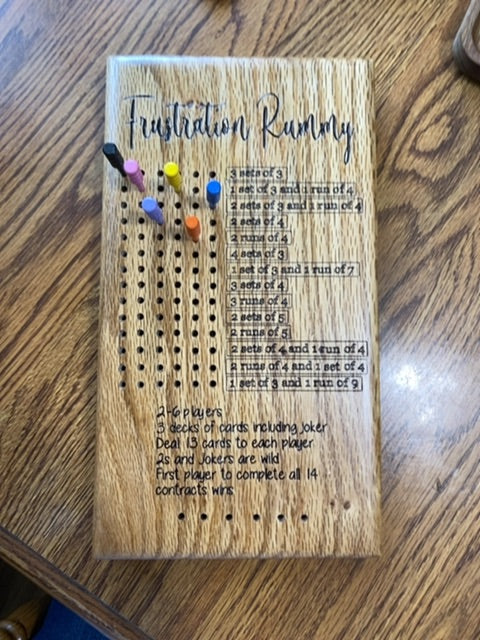 Frustration Rummy
3 sets of 3
1 set of 3 and 1 run of 4
2 sets of 3 and 1 run of 4
2 sets of 4
2 runs of 4
4 sets of 3
1 set of 3 and 1 run of 7
3 sets of 4
3 runs of 4
2 sets of 5
2 runs of 5
2 sets of 4 and 1 run of 4
2 runs of 4 and 1 set of 4
1 set of 3 and 1 run of 9
2-6 players
3 decks of cards including Joker
Deal 13 cards to each player
2s and Jokers are wild
First player to complete all 14
contracts wins